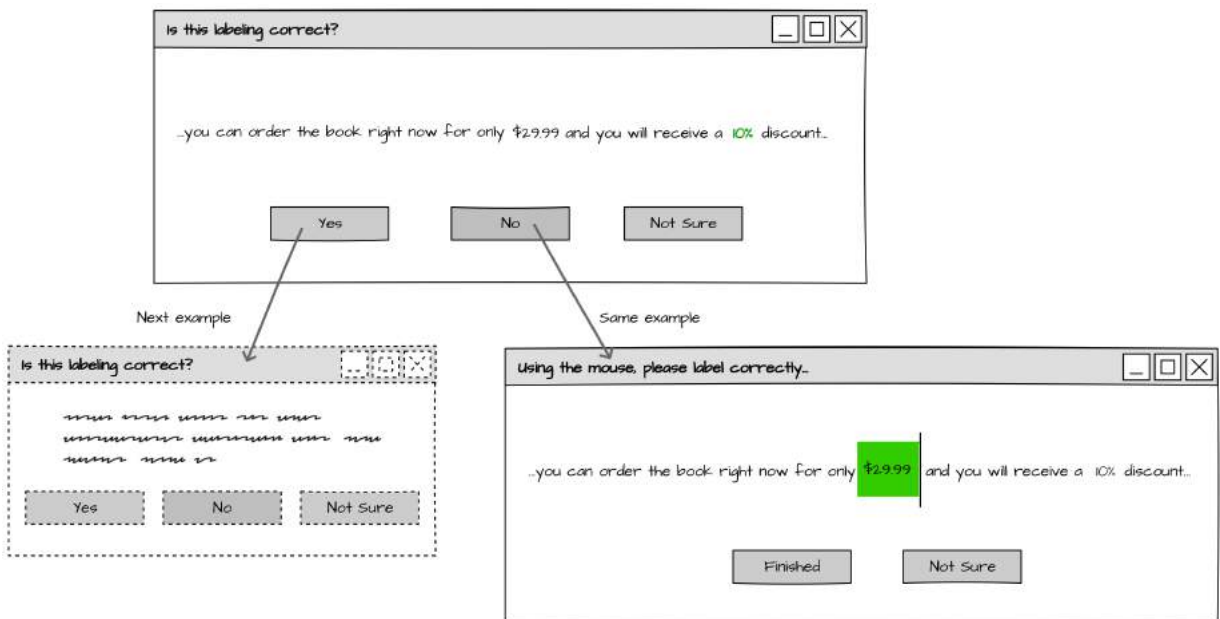 Is this labeling correct?
...you can order the book right now for only $29.99 and you will receive a 10% discount...
Yes
No
Not Sure
Next example
Same example
Is this labeling correct?
Yes
No
Not Sure
Using the mouse, please label correctly...
...you can order the book right now for only $29.99 and you will receive a 10% discount...
Finished
Not Sure